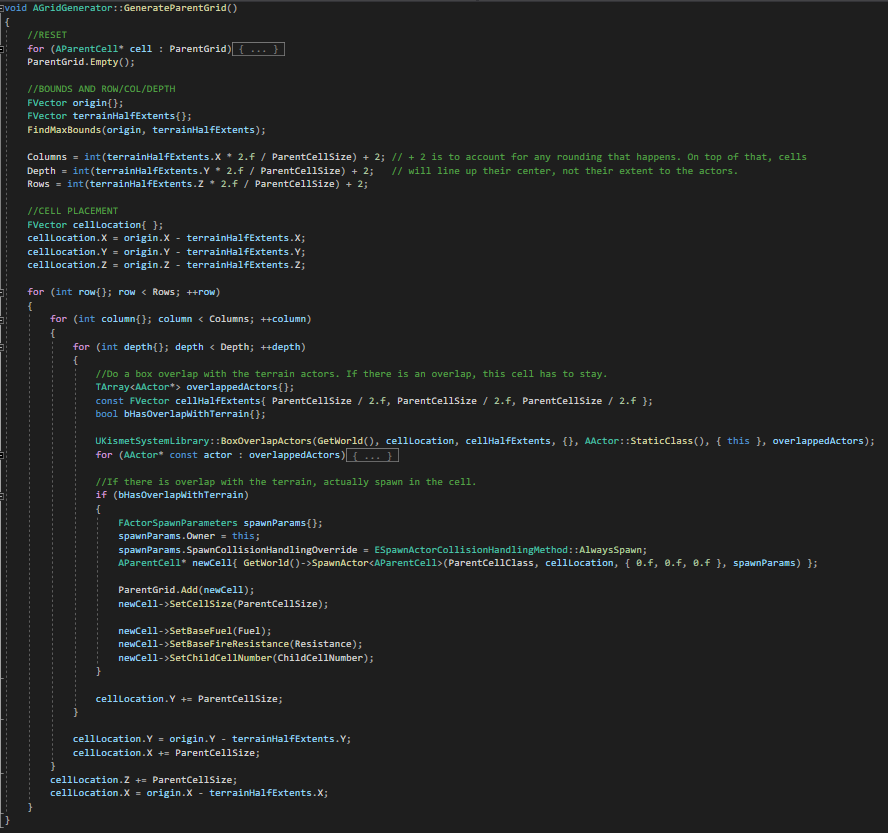 void AGridGenerator::GenerateParentGrid()
{
//RESET
for (AParentCell* cell : ParentGrid){ ... }
ParentGrid.Empty();
//BOUNDS AND ROW/COL/DEPTH
FVector origin{};
FVector terrainHalfExtents{};
FindMaxBounds(origin, terrainHalfExtents);
Columns = int(terrainHalfExtents.X * 2.f / ParentCellSize) + 2; // + 2 is to account for any rounding that happens. On top of that, cells
Depth = int(terrainHalfExtents.Y * 2.f / ParentCellSize) + 2;   // will line up their center, not their extent to the actors.
Rows = int(terrainHalfExtents.Z * 2.f / ParentCellSize) + 2;
//CELL PLACEMENT
FVector cellLocation{ };
cellLocation.X = origin.X - terrainHalfExtents.X;
cellLocation.Y = origin.Y - terrainHalfExtents.Y;
cellLocation.Z = origin.Z - terrainHalfExtents.Z;
for (int row{}; row < Rows; ++row)
{
for (int column{}; column < Columns; ++column)
{
for (int depth{}; depth < Depth; ++depth)
{
//Do a box overlap with the terrain actors. If there is an overlap, this cell has to stay.
TArray<AActor*> overlappedActors{};
const FVector cellHalfExtents{ ParentCellSize / 2.f, ParentCellSize / 2.f, ParentCellSize / 2.f };
bool bHasOverlapWithTerrain{};
UKismetSystemLibrary::BoxOverlapActors(GetWorld(), cellLocation, cellHalfExtents, {}, AActor::StaticClass(), { this }, overlappedActors);
for (AActor* const actor : overlappedActors){ ... }
//If there is overlap with the terrain, actually spawn in the cell.
if (bHasOverlapWithTerrain)
{
FActorSpawnParameters spawnParams{};
spawnParams.Owner = this;
spawnParams.SpawnCollisionHandlingOverride = ESpawnActorCollisionHandlingMethod::AlwaysSpawn;
AParentCell* newCell{ GetWorld()->SpawnActor<AParentCell>(ParentCellClass, cellLocation, { 0.f, 0.f, 0.f }, spawnParams) };
ParentGrid.Add(newCell);
newCell->SetCellSize(ParentCellSize);
newCell->SetBaseFuel(Fuel);
newCell->SetBaseFireResistance(Resistance);
newCell->SetChildCellNumber(ChildCellNumber);
}
cellLocation.Y += ParentCellSize;
}
cellLocation.Y = origin.Y - terrainHalfExtents.Y;
cellLocation.X += ParentCellSize;
}
cellLocation.Z += ParentCellSize;
cellLocation.X = origin.X - terrainHalfExtents.X;
}
}